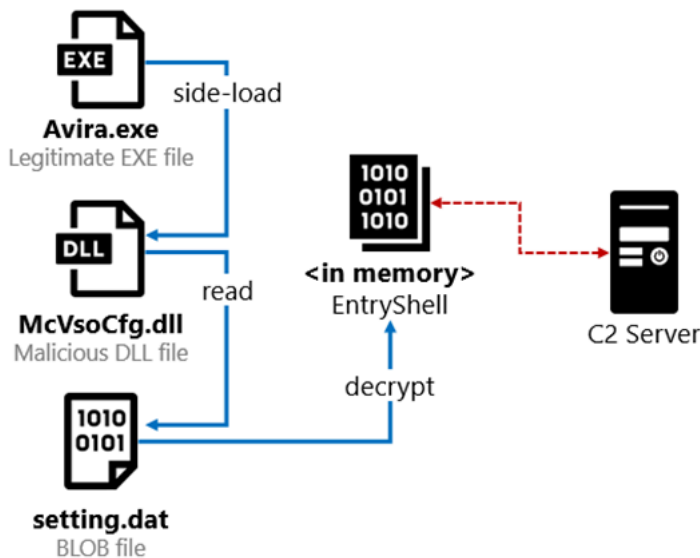 EXE
side-load
Avira.exe
Legitimate EXE file
DLL
read
McVsoCfg.dll
Malicious DLL file
1010
0101
setting.dat
BLOB file
decrypt
1010
0101
1010
<in memory>
EntryShell
C2 Server